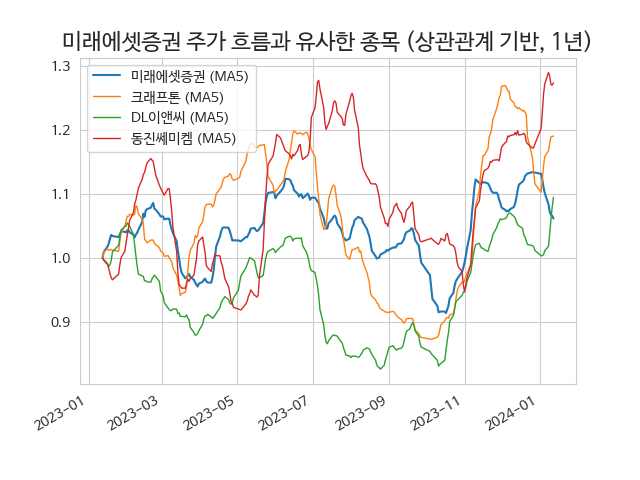 미래에셋증권 주가 흐름과 유사한 종목 (상관관계 기반, 1년)
미래에셋증권 (MA5)
크래프톤 (MA5)
DL이앤씨 (MA5)
동진쎄미켐 (MA5)
1.3
1.2
1.1
1.0
0.9
2023-01
2023-03
2023-05
2023-07
2023-09
2023-11
2024-01